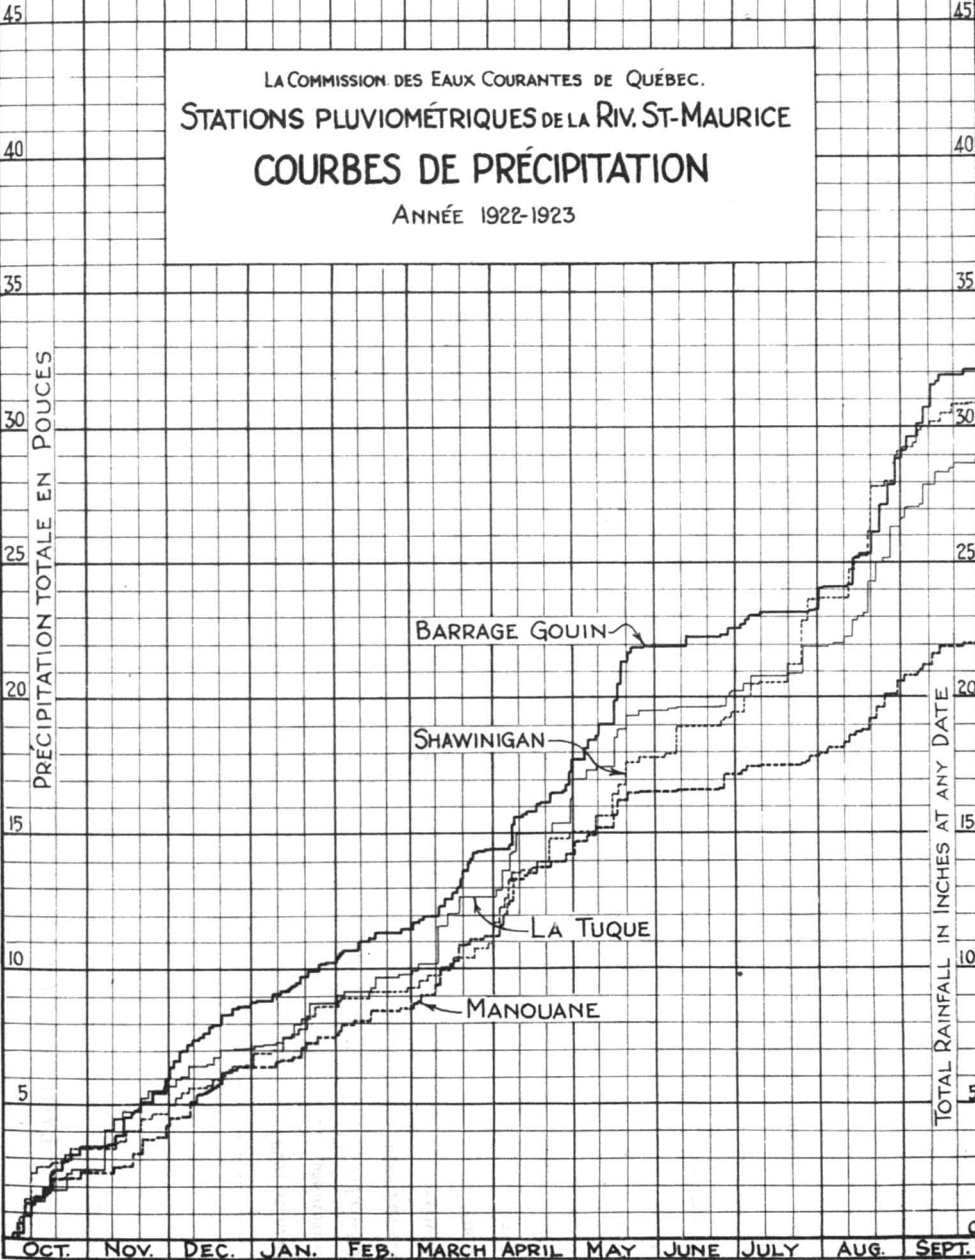 45
45
LA COMMISSION DES EAUX COURANTES DE QUÉBEC.
STATIONS PLUVIOMÉTRIQUES DE LA RIV. ST-MAURICE
COURBES DE PRÉCIPITATION
ANNÉE 1922-1923
40
40
35
35
PRÉCIPITATION TOTALE EN POUCES
30
30
25
25
BARRAGE GOUIN
20
20
SHAWINIGAN
15
15
LA TUQUE
TOTAL RAINFALL IN INCHES AT ANY DATE
10
10
MANOUANE
5
5
0
OCT. NOV. DEC. JAN. FEB. MARCH APRIL MAY JUNE JULY AUG. SEPT.